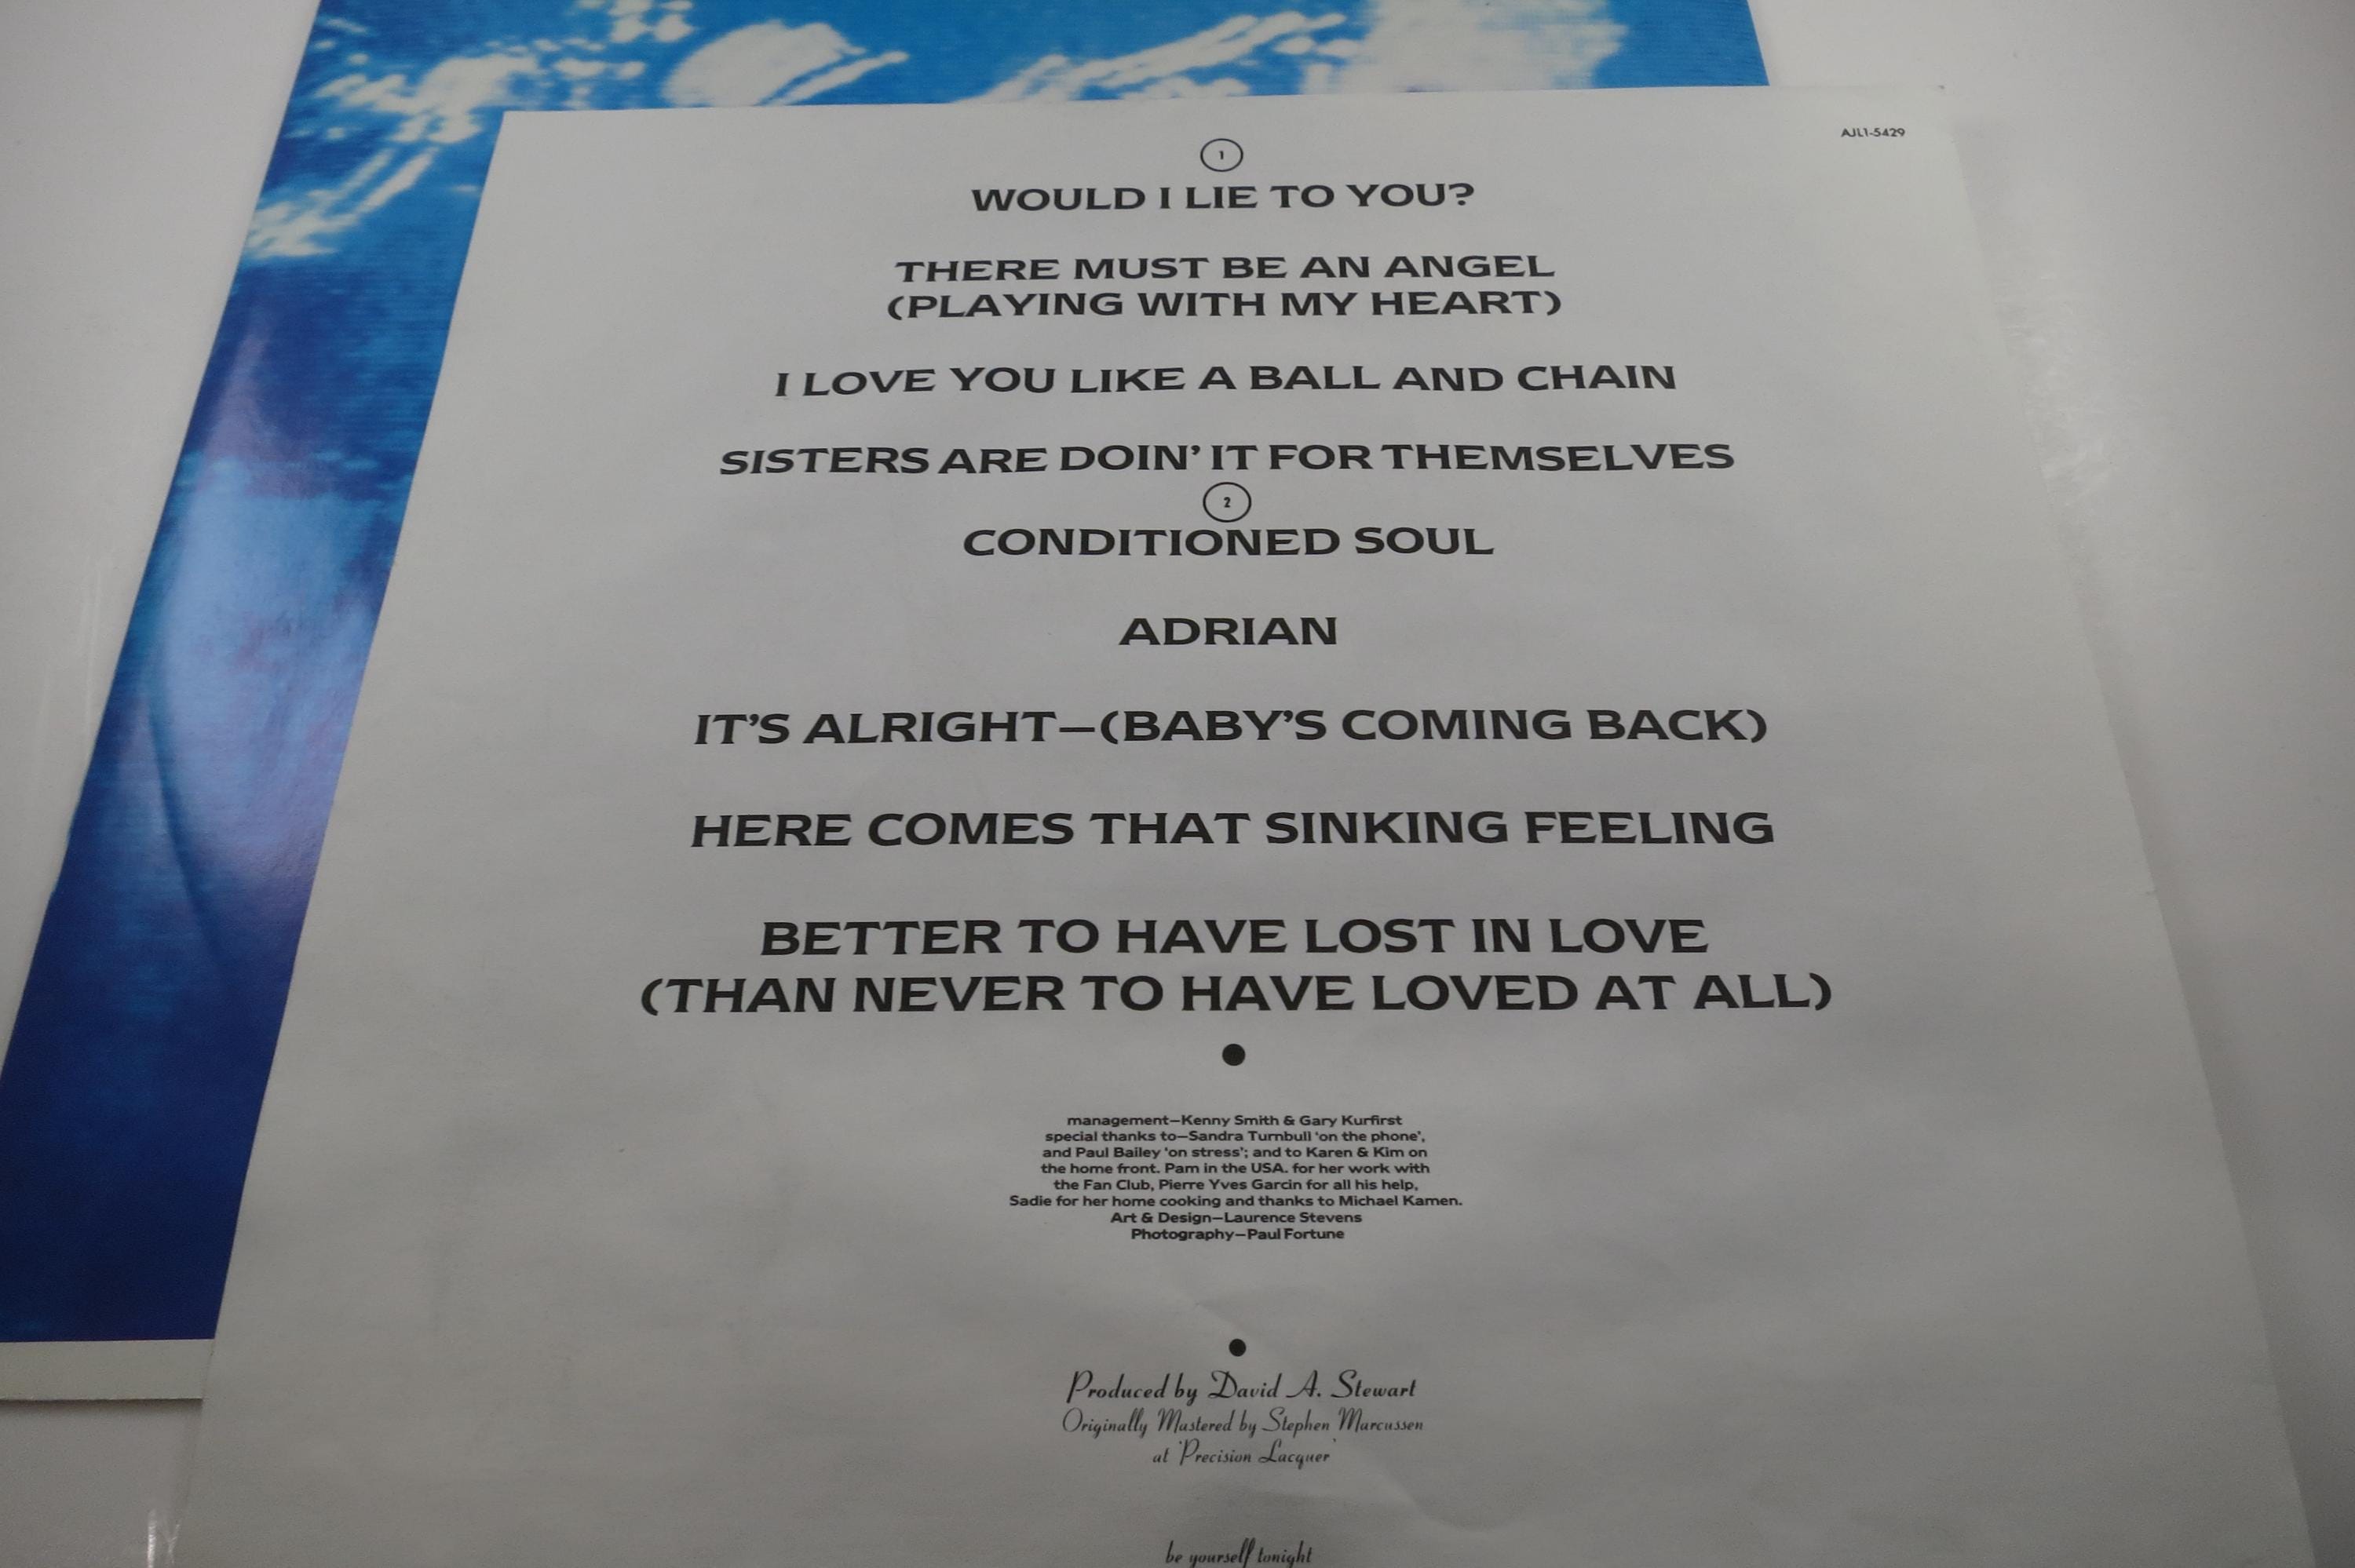 AJL1-5429
1
WOULD I LIE TO YOU?
THERE MUST BE AN ANGEL
(PLAYING WITH MY HEART)
I LOVE YOU LIKE A BALL AND CHAIN
SISTERS ARE DOIN' IT FOR THEMSELVES
2
CONDITIONED SOUL
ADRIAN
IT'S ALRIGHT—(BABY'S COMING BACK)
HERE COMES THAT SINKING FEELING
BETTER TO HAVE LOST IN LOVE
(THAN NEVER TO HAVE LOVED AT ALL)
management—Kenny Smith & Gary Kurfirst
special thanks to—Sandra Turnbull 'on the phone',
and Paul Bailey 'on stress'; and to Karen & Kim on
the home front. Pam in the USA. for her work with
the Fan Club, Pierre Yves Garcin for all his help,
Sadie for her home cooking and thanks to Michael Kamen.
Art & Design—Laurence Stevens
Photography—Paul Fortune
Produced by David A. Stewart
Originally Mastered by Stephen Marcussen
at 'Precision Lacquer'
be yourself tonight